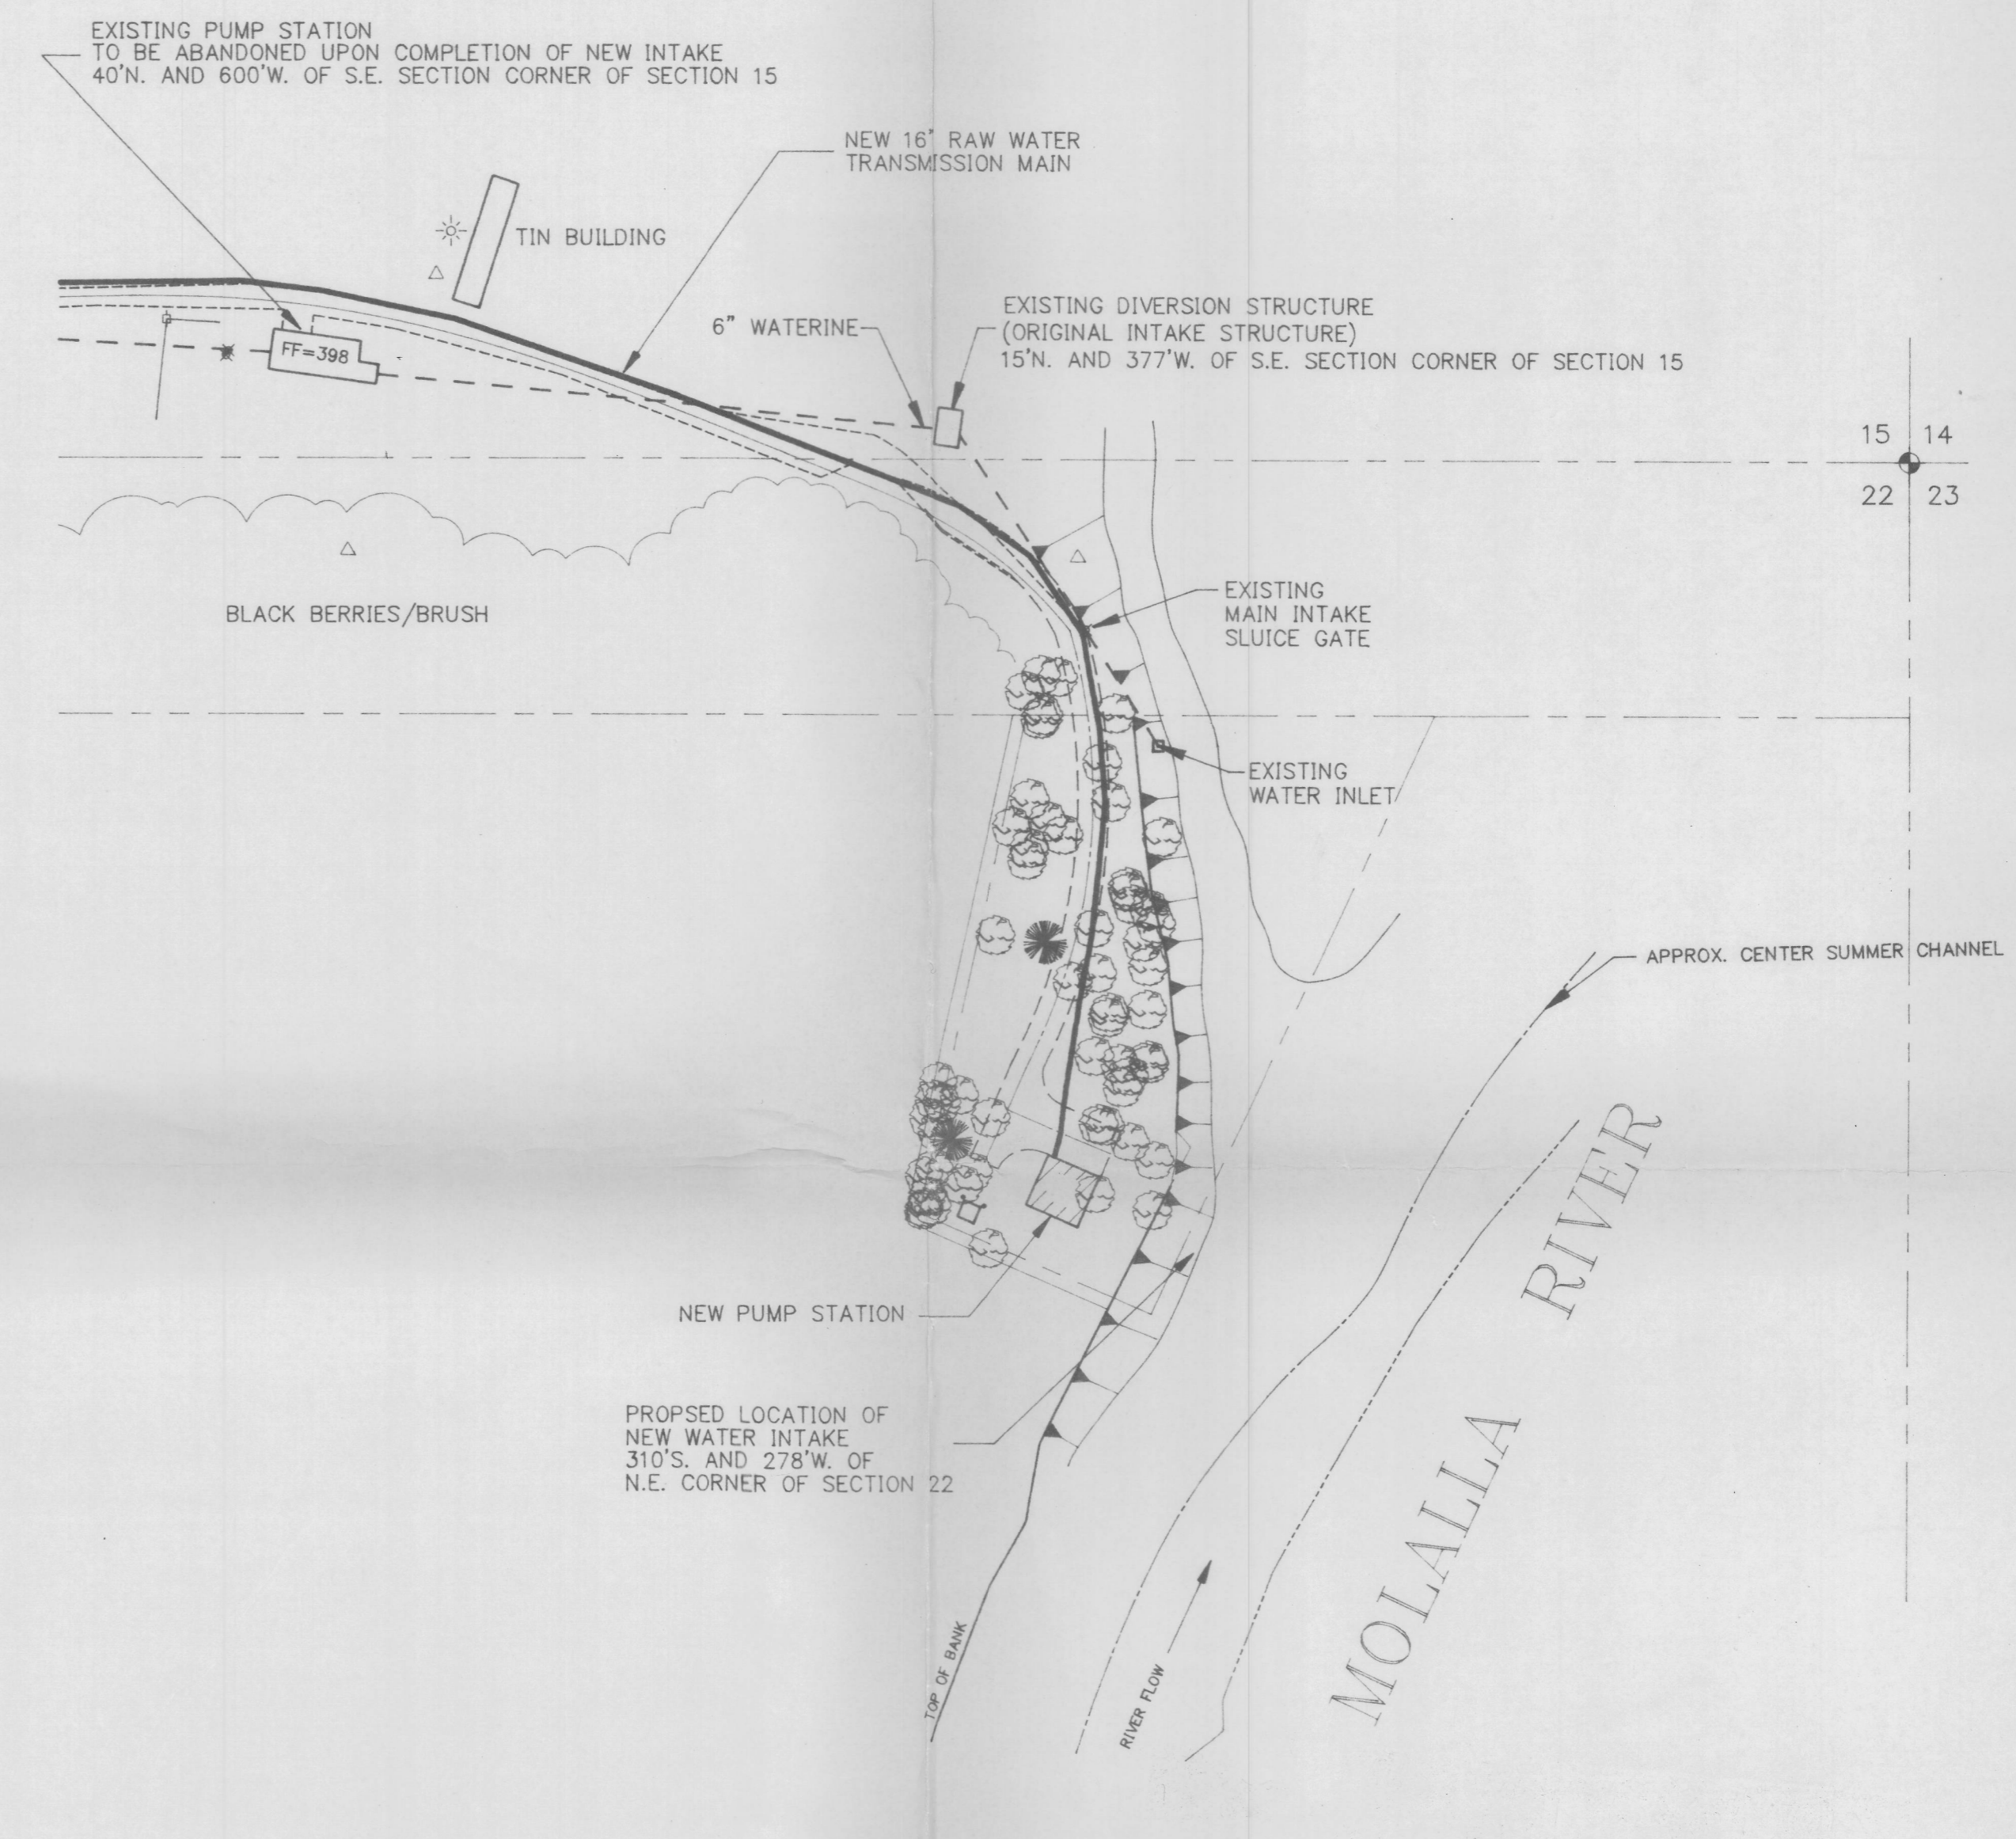 EXISTING PUMP STATION
TO BE ABANDONED UPON COMPLETION OF NEW INTAKE
40'N. AND 600'W. OF S.E. SECTION CORNER OF SECTION 15
NEW 16" RAW WATER
TRANSMISSION MAIN
TIN BUILDING
6" WATERINE
EXISTING DIVERSION STRUCTURE
(ORIGINAL INTAKE STRUCTURE)
15'N. AND 377'W. OF S.E. SECTION CORNER OF SECTION 15
FF=398
15 14
22 23
BLACK BERRIES/BRUSH
EXISTING
MAIN INTAKE
SLUICE GATE
EXISTING
WATER INLET
APPROX. CENTER SUMMER CHANNEL
NEW PUMP STATION
PROPSED LOCATION OF
NEW WATER INTAKE
310'S. AND 278'W. OF
N.E. CORNER OF SECTION 22
TOP OF BANK
RIVER FLOW
MOLALLA RIVER